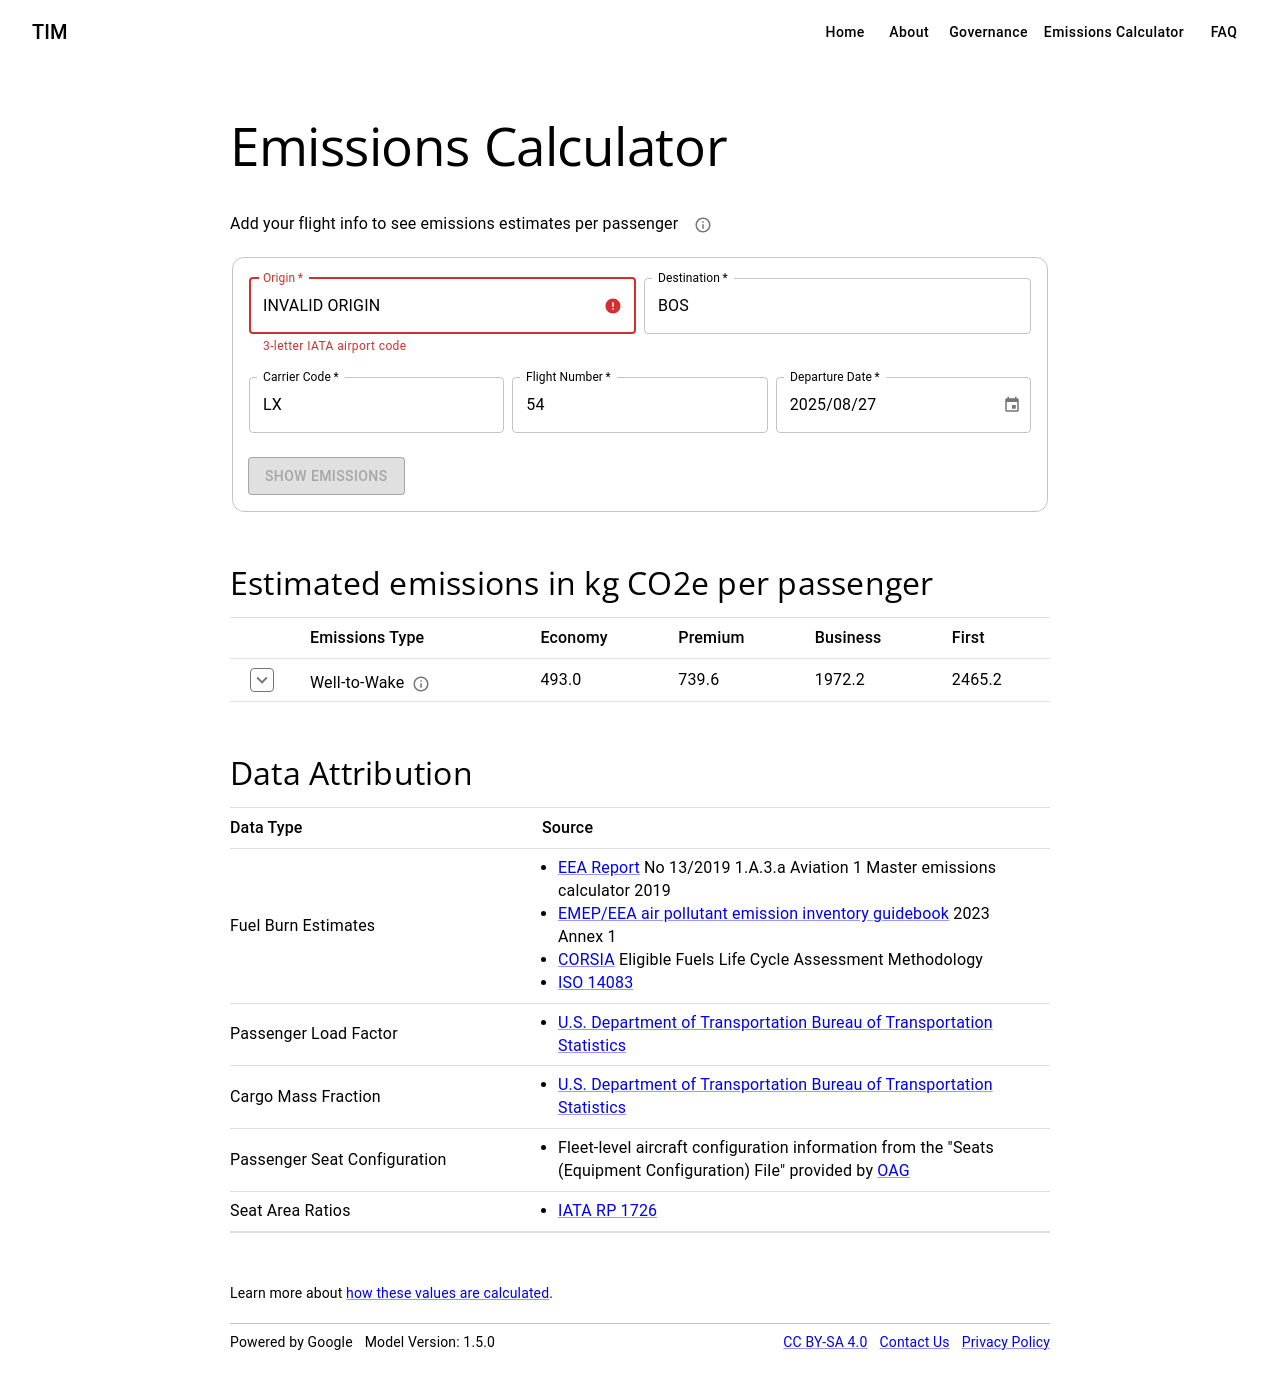 TIM
Home About Governance Emissions Calculator FAQ
Emissions Calculator
Add your flight info to see emissions estimates per passenger
Origin *
INVALID ORIGIN
3-letter IATA airport code
Destination *
BOS
Carrier Code *
LX
Flight Number *
54
Departure Date *
2025/08/27
SHOW EMISSIONS
Estimated emissions in kg CO2e per passenger
Emissions Type Economy Premium Business First
Well-to-Wake 493.0 739.6 1972.2 2465.2
Data Attribution
Data Type Source
Fuel Burn Estimates
EEA Report No 13/2019 1.A.3.a Aviation 1 Master emissions
calculator 2019
EMEP/EEA air pollutant emission inventory guidebook 2023
Annex 1
CORSIA Eligible Fuels Life Cycle Assessment Methodology
ISO 14083
Passenger Load Factor
U.S. Department of Transportation Bureau of Transportation
Statistics
Cargo Mass Fraction
U.S. Department of Transportation Bureau of Transportation
Statistics
Passenger Seat Configuration
Fleet-level aircraft configuration information from the "Seats
(Equipment Configuration) File" provided by OAG
Seat Area Ratios
IATA RP 1726
Learn more about how these values are calculated.
Powered by Google Model Version: 1.5.0
CC BY-SA 4.0 Contact Us Privacy Policy